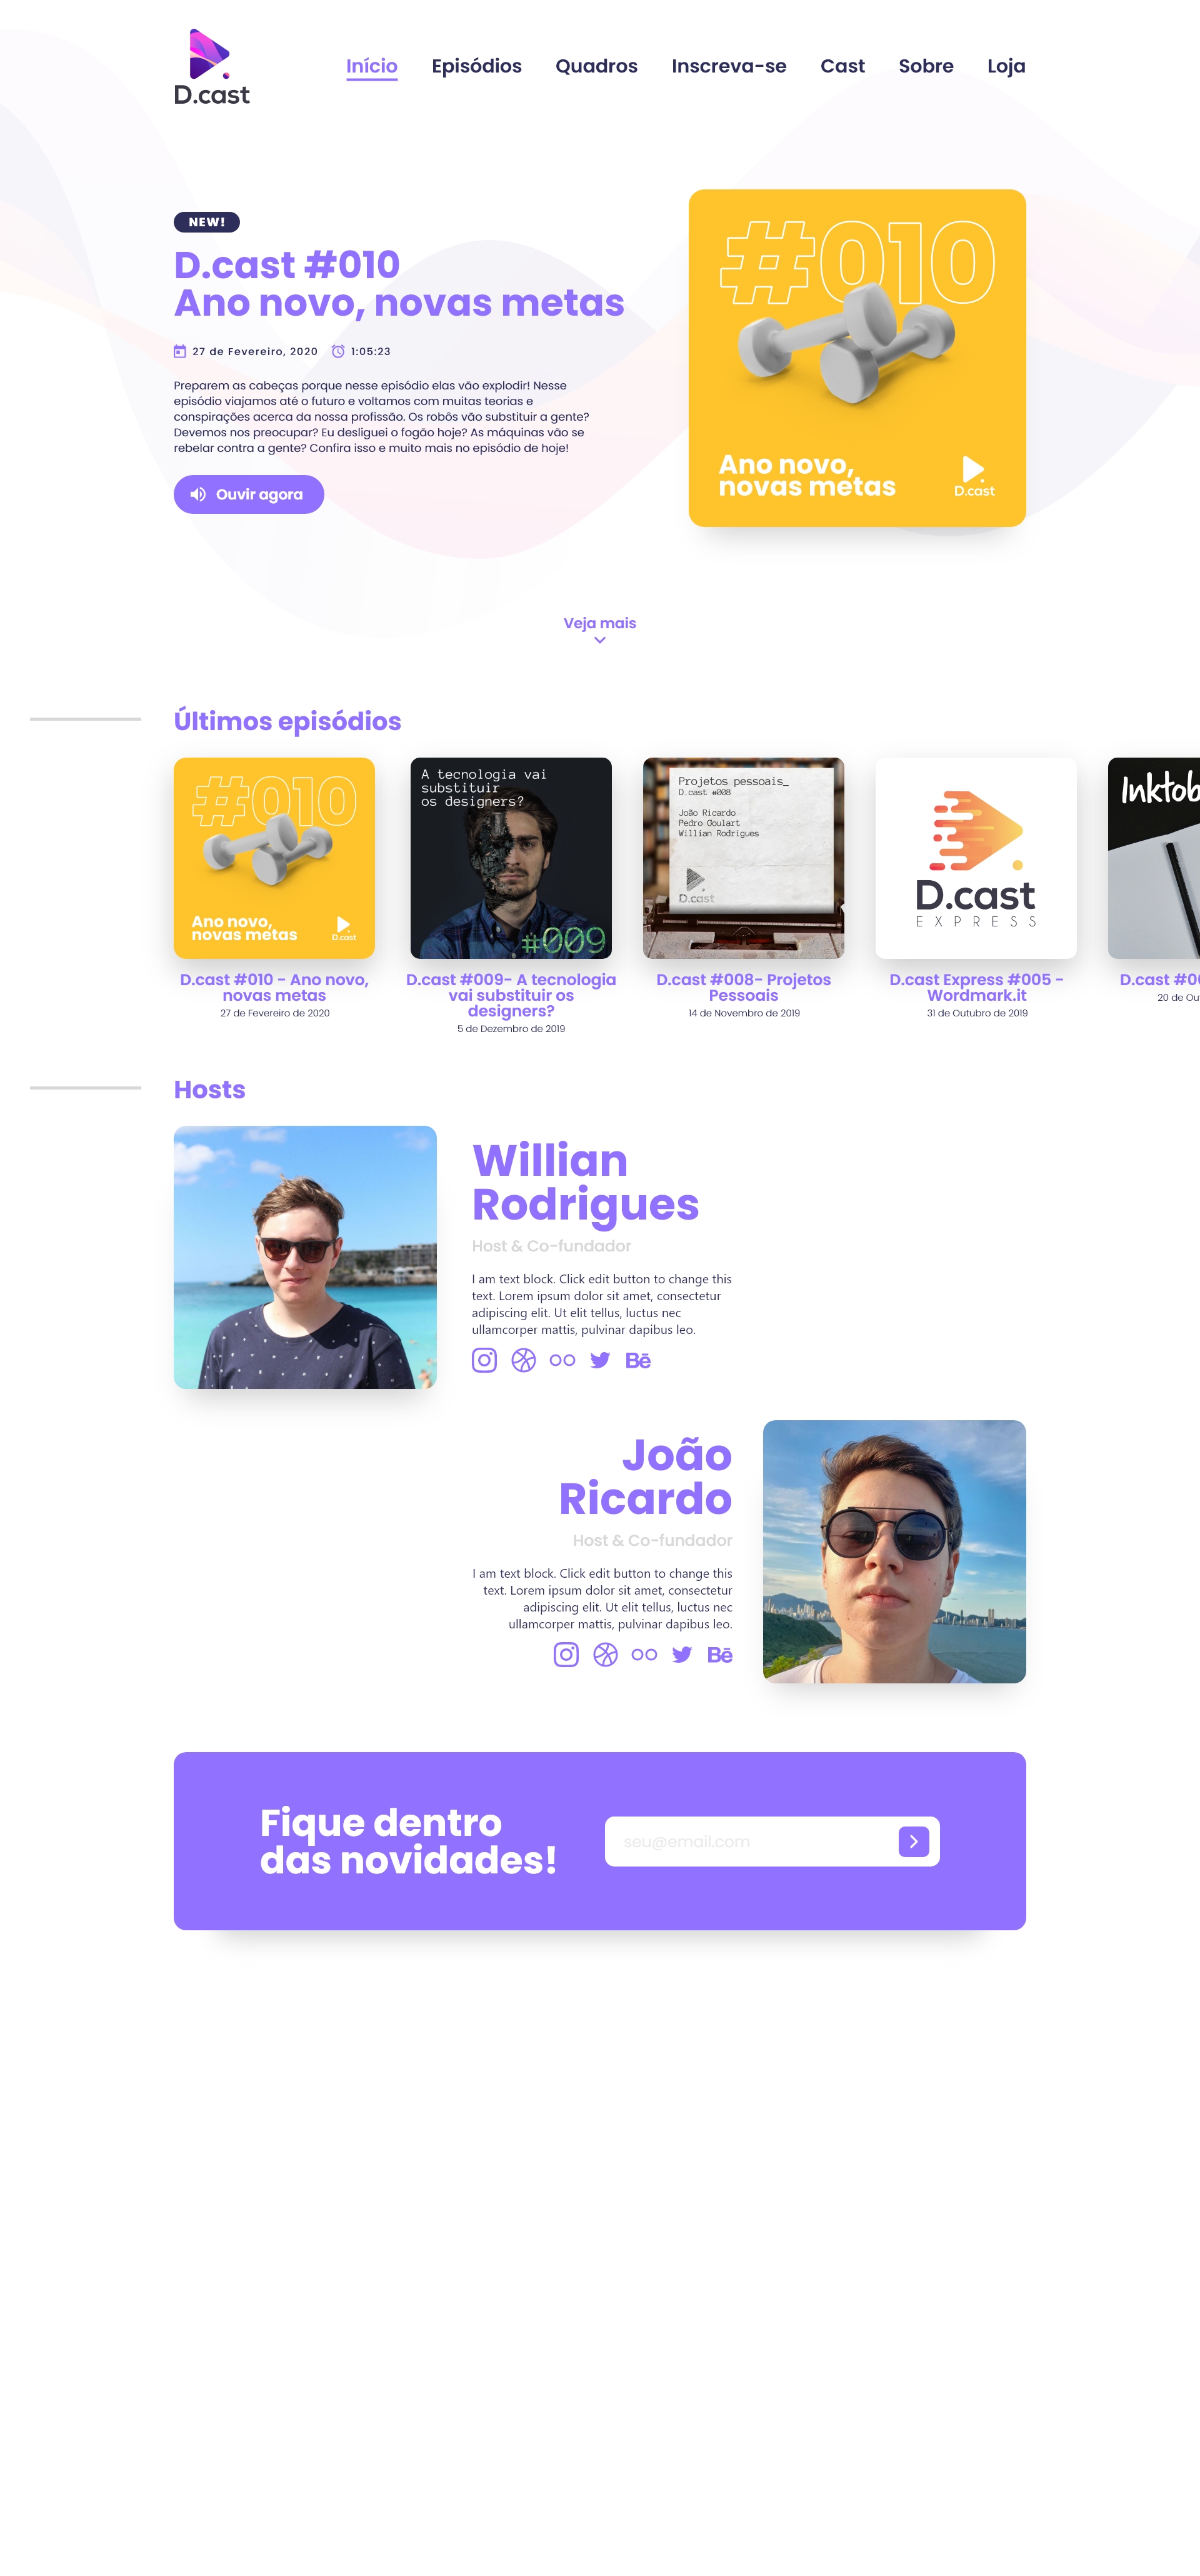 D.cast
Início Episódios Quadros Inscreva-se Cast Sobre Loja
NEW!
D.cast #010
Ano novo, novas metas
27 de Fevereiro, 2020 1:05:23
Preparem as cabeças porque nesse episódio elas vão explodir! Nesse
episódio viajamos até o futuro e voltamos com muitas teorias e
conspirações acerca da nossa profissão. Os robôs vão substituir a gente?
Devemos nos preocupar? Eu desliguei o fogão hoje? As máquinas vão se
rebelar contra a gente? Confira isso e muito mais no episódio de hoje!
Ouvir agora
#010
Ano novo,
novas metas
D.cast
Veja mais
Últimos episódios
#010
Ano novo,
novas metas
D.cast
D.cast #010 - Ano novo,
novas metas
27 de Fevereiro de 2020
A tecnologia vai
substituir
os designers?
#009
D.cast #009- A tecnologia
vai substituir os
designers?
5 de Dezembro de 2019
Projetos pessoais_
D.cast #008
João Ricardo
Pedro Goulart
Willian Rodrigues
D.cast
D.cast #008- Projetos
Pessoais
14 de Novembro de 2019
D.cast
EXPRESS
D.cast Express #005 -
Wordmark.it
31 de Outubro de 2019
Inktob
D.cast #00
20 de Ou
Hosts
Willian
Rodrigues
Host & Co-fundador
I am text block. Click edit button to change this
text. Lorem ipsum dolor sit amet, consectetur
adipiscing elit. Ut elit tellus, luctus nec
ullamcorper mattis, pulvinar dapibus leo.
Bē
João
Ricardo
Host & Co-fundador
I am text block. Click edit button to change this
text. Lorem ipsum dolor sit amet, consectetur
adipiscing elit. Ut elit tellus, luctus nec
ullamcorper mattis, pulvinar dapibus leo.
Bē
Fique dentro
das novidades!
seu@email.com